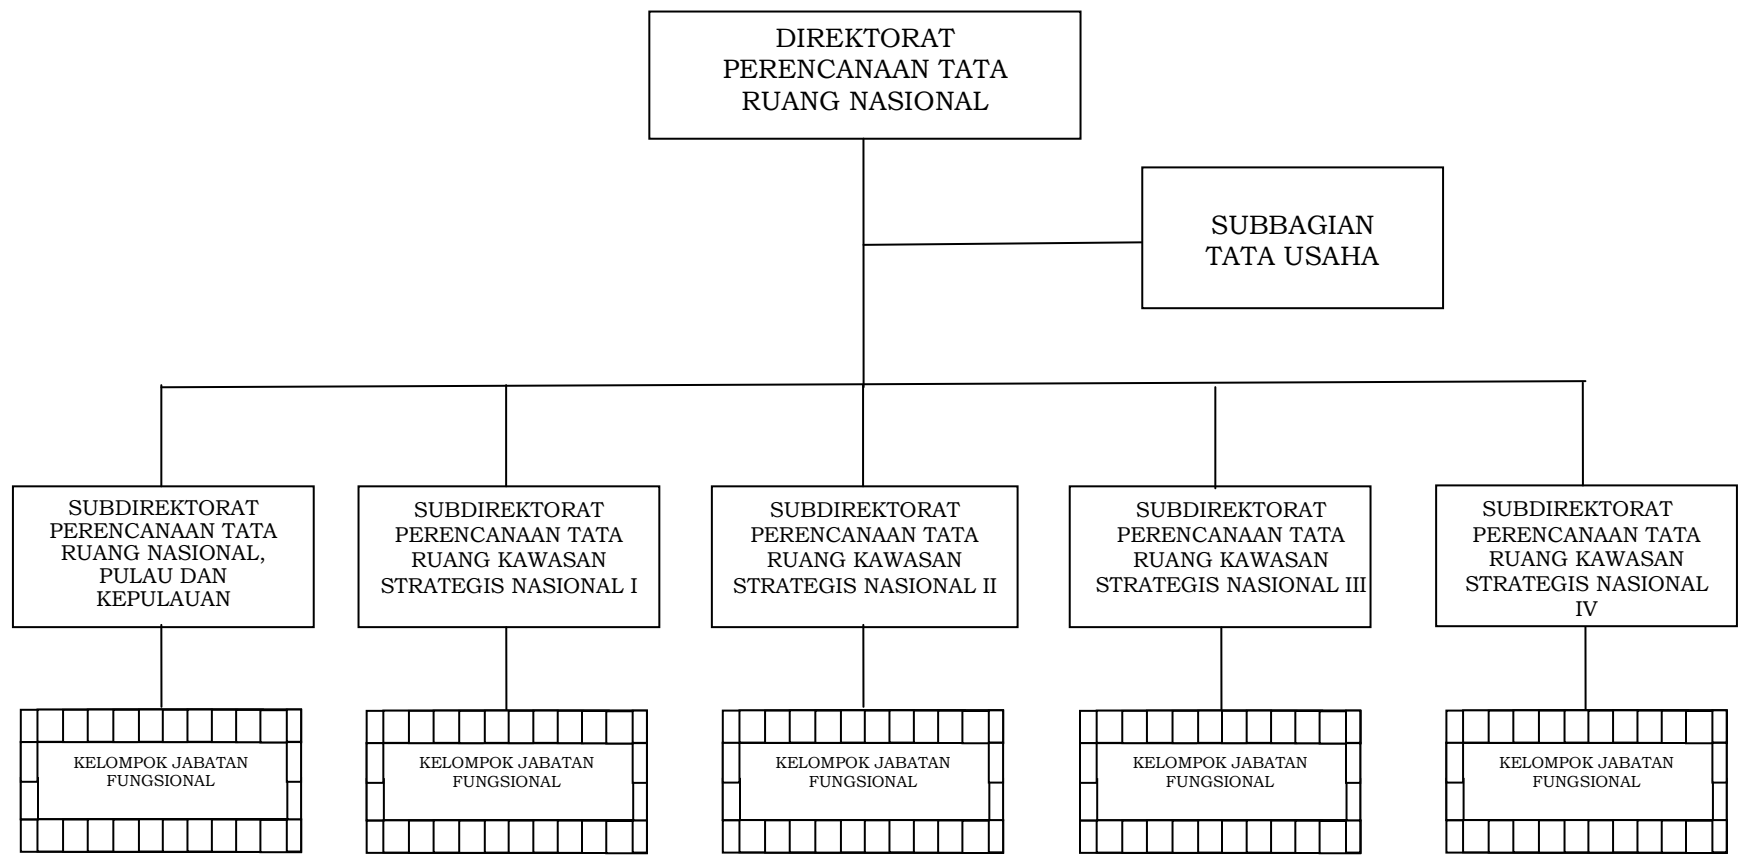 DIREKTORAT
PERENCANAAN TATA
RUANG NASIONAL
SUBBAGIAN
TATA USAHA
SUBDIREKTORAT
PERENCANAAN TATA
RUANG NASIONAL,
PULAU DAN
KEPULAUAN
SUBDIREKTORAT
PERENCANAAN TATA
RUANG KAWASAN
STRATEGIS NASIONAL I
SUBDIREKTORAT
PERENCANAAN TATA
RUANG KAWASAN
STRATEGIS NASIONAL II
SUBDIREKTORAT
PERENCANAAN TATA
RUANG KAWASAN
STRATEGIS NASIONAL III
SUBDIREKTORAT
PERENCANAAN TATA
RUANG KAWASAN
STRATEGIS NASIONAL
IV
KELOMPOK JABATAN
FUNGSIONAL
KELOMPOK JABATAN
FUNGSIONAL
KELOMPOK JABATAN
FUNGSIONAL
KELOMPOK JABATAN
FUNGSIONAL
KELOMPOK JABATAN
FUNGSIONAL